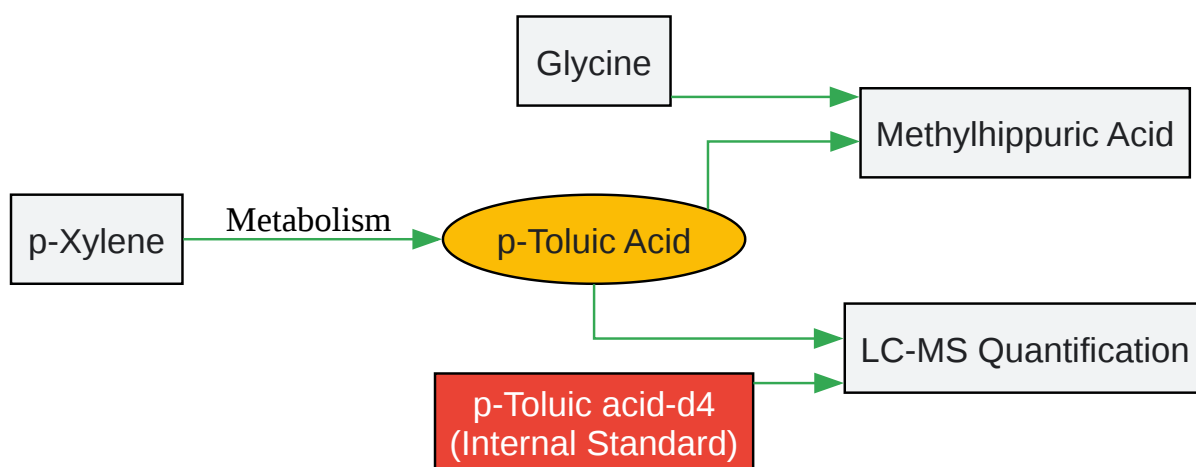 Glycine
Methylhippuric Acid
p-Xylene
Metabolism
p-Toluic Acid
LC-MS Quantification
p-Toluic acid-d4
(Internal Standard)